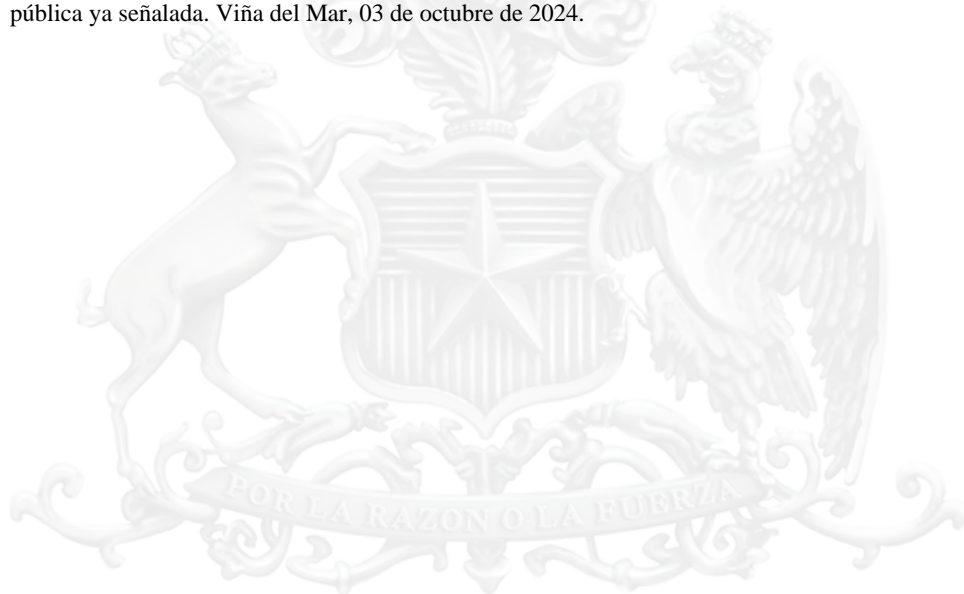 pública ya señalada. Viña del Mar, 03 de octubre de 2024.
POR LA RAZON O LA FUERZA